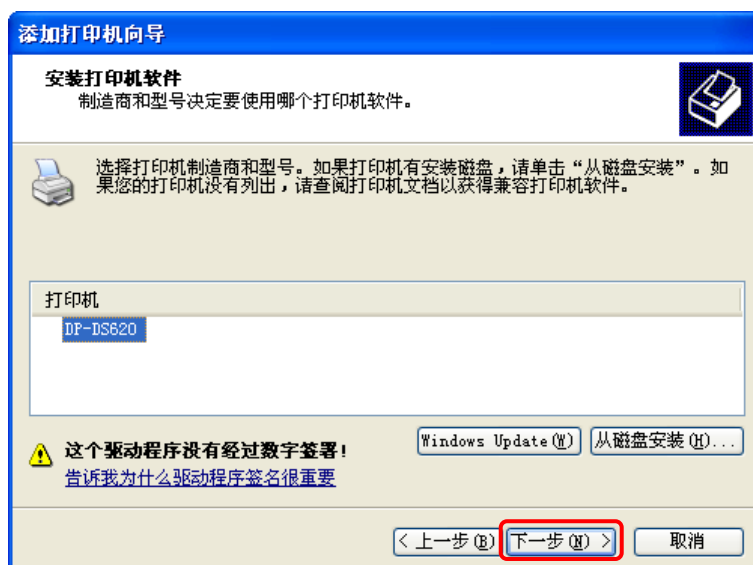 添加打印机向导
安装打印机软件
制造商和型号决定要使用哪个打印机软件。
选择打印机制造商和型号。如果打印机有安装磁盘，请单击“从磁盘安装”。如
果您的打印机没有列出，请查阅打印机文档以获得兼容打印机软件。
打印机
DP-DS620
这个驱动程序没有经过数字签署!
告诉我为什么驱动程序签名很重要
Windows Update(W)
从磁盘安装(H)...
< 上一步(B)
下一步(N) >
取消